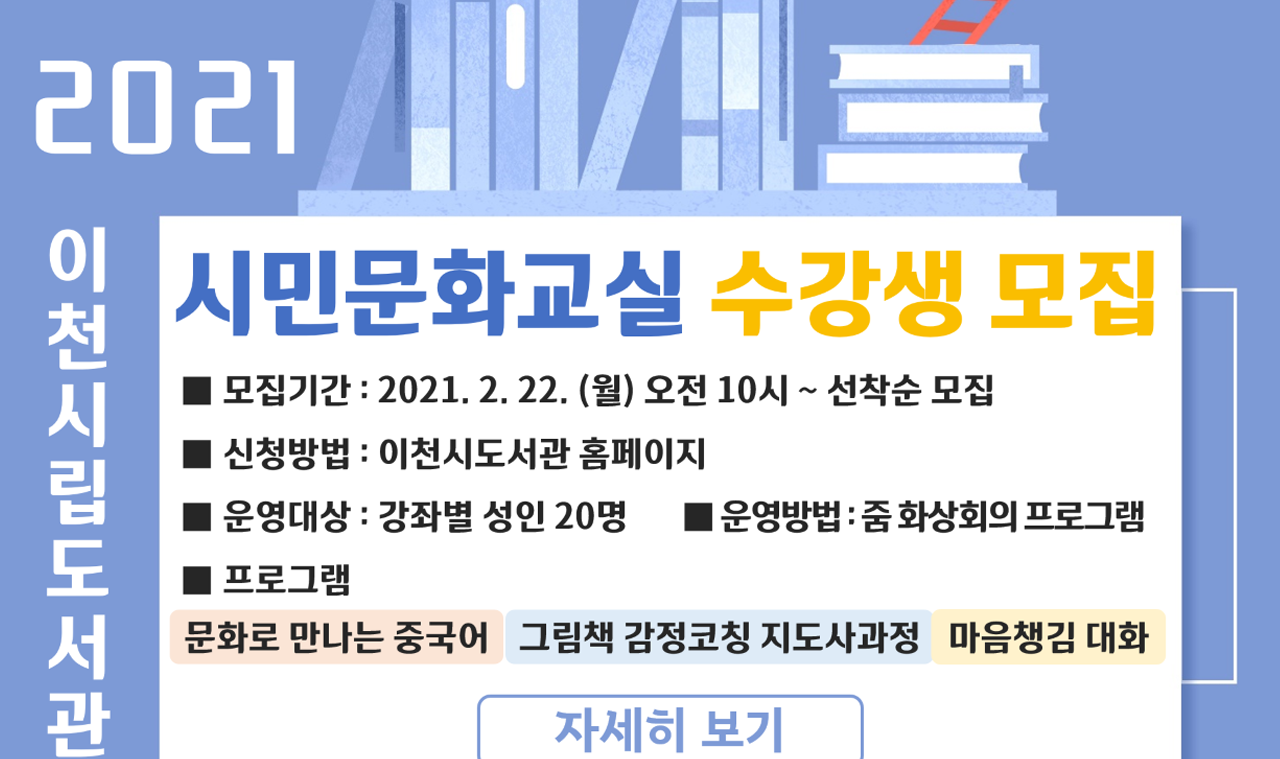 2021
이천시립도서관
시민문화교실 수강생 모집
■ 모집기간 : 2021. 2. 22. (월) 오전 10시 ~ 선착순 모집
■ 신청방법 : 이천시도서관 홈페이지
■ 운영대상 : 강좌별 성인 20명 ■ 운영방법 : 줌 화상회의 프로그램
■ 프로그램
문화로 만나는 중국어 그림책 감정코칭 지도사과정 마음챙김 대화
자세히 보기